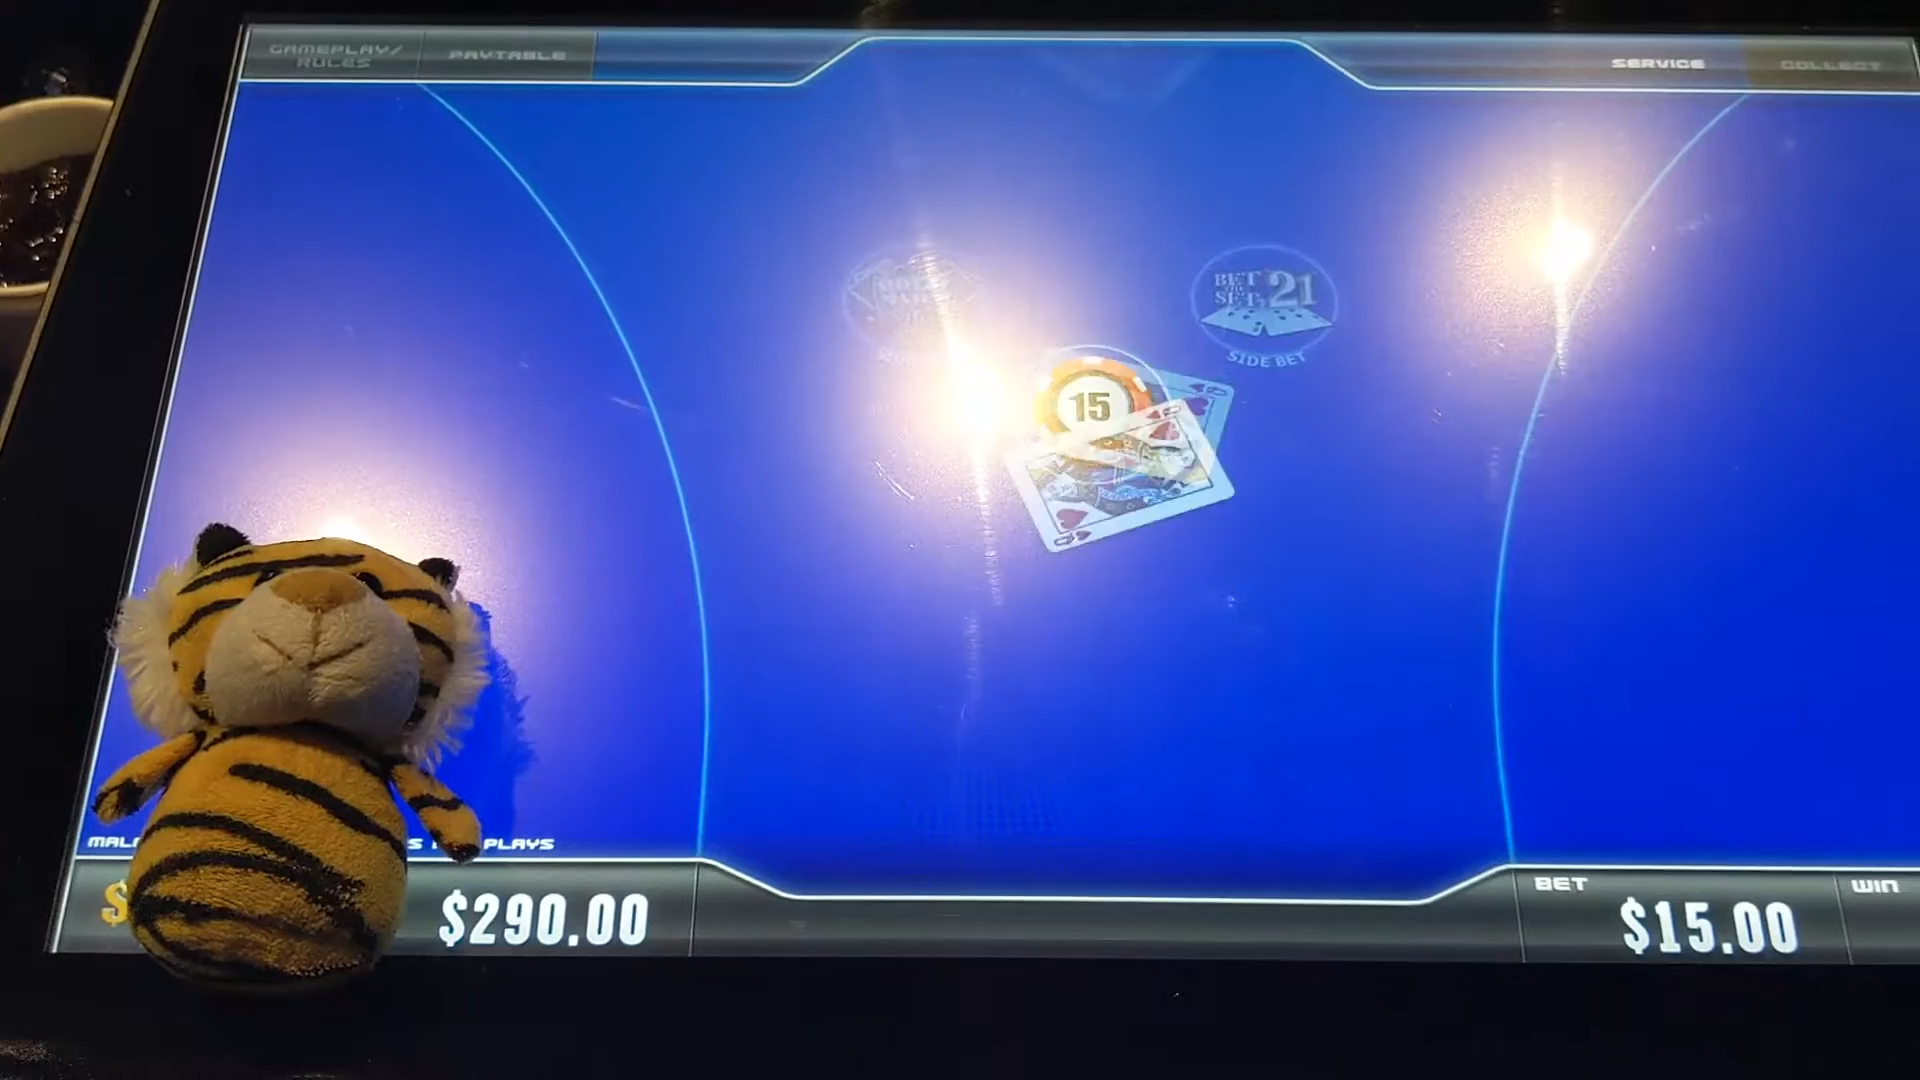 GAMEPLAY/
RULES
PAYTABLE
SERVICE
COLLECT
BET
SET
21
SIDE BET
15
Q
Q
Q
PLAYS
$290.00
BET
$15.00
WIN